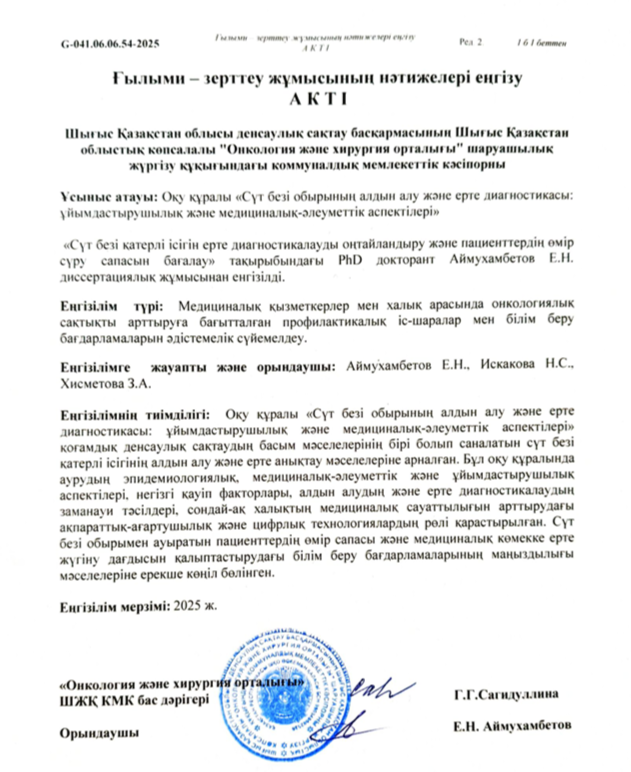 G-041.06.06.54-2025
Ғылыми – зерттеу жұмысының нәтижелері еңгізу
А К Т І
Рел 2
1 б 1 беттен
Ғылыми – зерттеу жұмысының нәтижелері еңгізу
А К Т І
Шығыс Қазақстан облысы денсаулық сақтау басқармасының Шығыс Қазақстан
облыстық көпсалалы "Онкология және хирургия орталығы" шаруашылық
жүргізу құқығындағы коммуналдық мемлекеттік кәсіпорны
Ұсыныс атауы: Оқу құралы «Сүт безі обырының алдын алу және ерте диагностикасы:
ұйымдастырушылық және медициналық-әлеуметтік аспектілері»
«Сүт безі қатерлі ісігін ерте диагностикалауды оңтайландыру және пациенттердің өмір
сүру сапасын бағалау» тақырыбындағы PhD докторант Аймухамбетов Е.Н.
диссертациялық жұмысынан енгізілді.
Еңгізілім түрі: Медициналық қызметкерлер мен халық арасында онкологиялық
сақтықты арттыруға бағытталған профилактикалық іс-шаралар мен білім беру
бағдарламаларын әдістемелік сүйемелдеу.
Еңгізілімге жауапты және орындаушы: Аймухамбетов Е.Н., Искакова Н.С.,
Хисметова З.А.
Еңгізілімнің тиімділігі: Оқу құралы «Сүт безі обырының алдын алу және ерте
диагностикасы: ұйымдастырушылық және медициналық-әлеуметтік аспектілері»
қоғамдық денсаулық сақтаудың басым мәселелерінің бірі болып саналатын сүт безі
қатерлі ісігінің алдын алу және ерте анықтау мәселелеріне арналған. Бұл оқу құралында
аурудың эпидемиологиялық, медициналық-әлеуметтік және ұйымдастырушылық
аспектілері, негізгі қауіп факторлары, алдын алудың және ерте диагностикалаудың
заманауи тәсілдері, сондай-ақ халықтың медициналық сауаттылығын арттырудағы
ақпараттық-ағартушылық және цифрлық технологиялардың рөлі қарастырылған. Сүт
безі обырымен ауыратын пациенттердің өмір сапасы және медициналық көмекке ерте
жүгіну дағдысын қалыптастырудағы білім беру бағдарламаларының маңыздылығы
мәселелеріне ерекше көңіл бөлінген.
Еңгізілім мерзімі: 2025 ж.
«Онкология және хирургия орталығы»
ШЖҚ КМК бас дәрігері
Г.Г.Сагидуллина
Орындаушы
Е.Н. Аймухамбетов